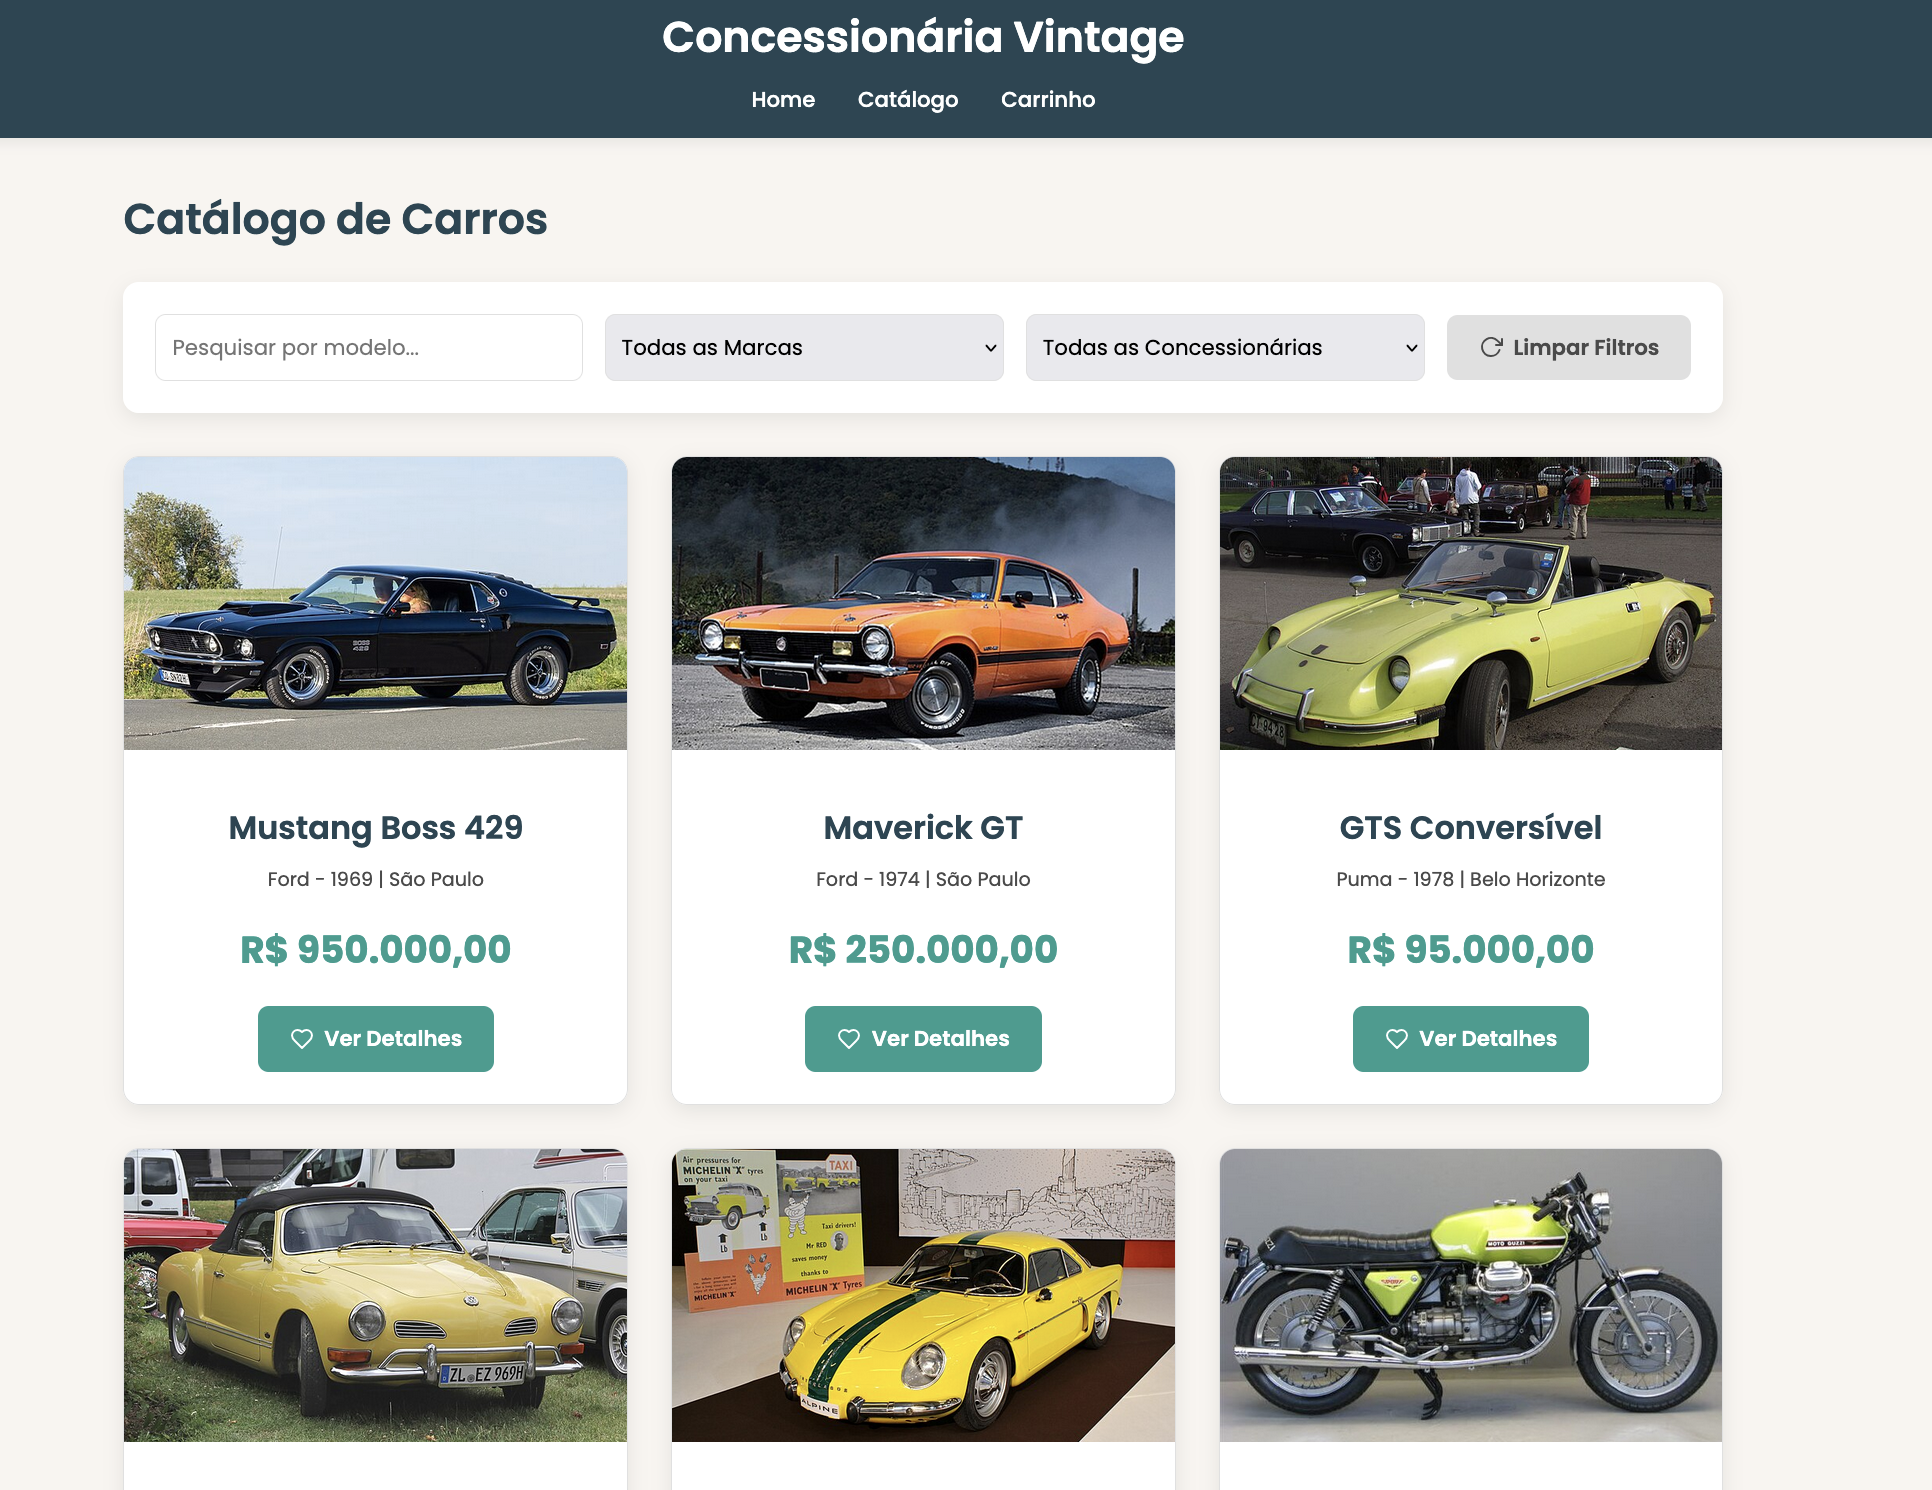 Concessionária Vintage
Home Catálogo Carrinho
Catálogo de Carros
Pesquisar por modelo...
Todas as Marcas
Todas as Concessionárias
Limpar Filtros
BOSS
429
Mustang Boss 429
Ford - 1969 | São Paulo
R$ 950.000,00
Ver Detalhes
Maverick GT
Ford - 1974 | São Paulo
R$ 250.000,00
Ver Detalhes
GTS Conversível
Puma - 1978 | Belo Horizonte
R$ 95.000,00
Ver Detalhes
ZL EZ 969H
Air pressures for
MICHELIN "X" tyres
on your taxi
TAXI
Lb
Lb
Taxi drivers!
Mr RED
saves money
thanks to
MICHELIN "X" Tyres
MICHELIN "X"
ALPINE
MOTO GUZZI